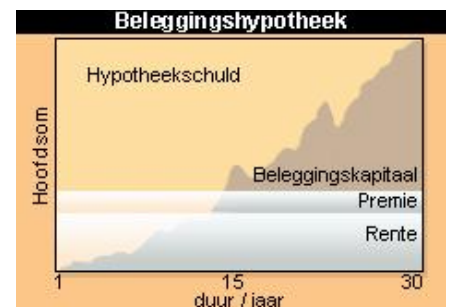 Beleggingshypotheek
Hypotheekschuld
Hoofdsom
Beleggingskapitaal
Premie
Rente
1 15 30
duur / jaar